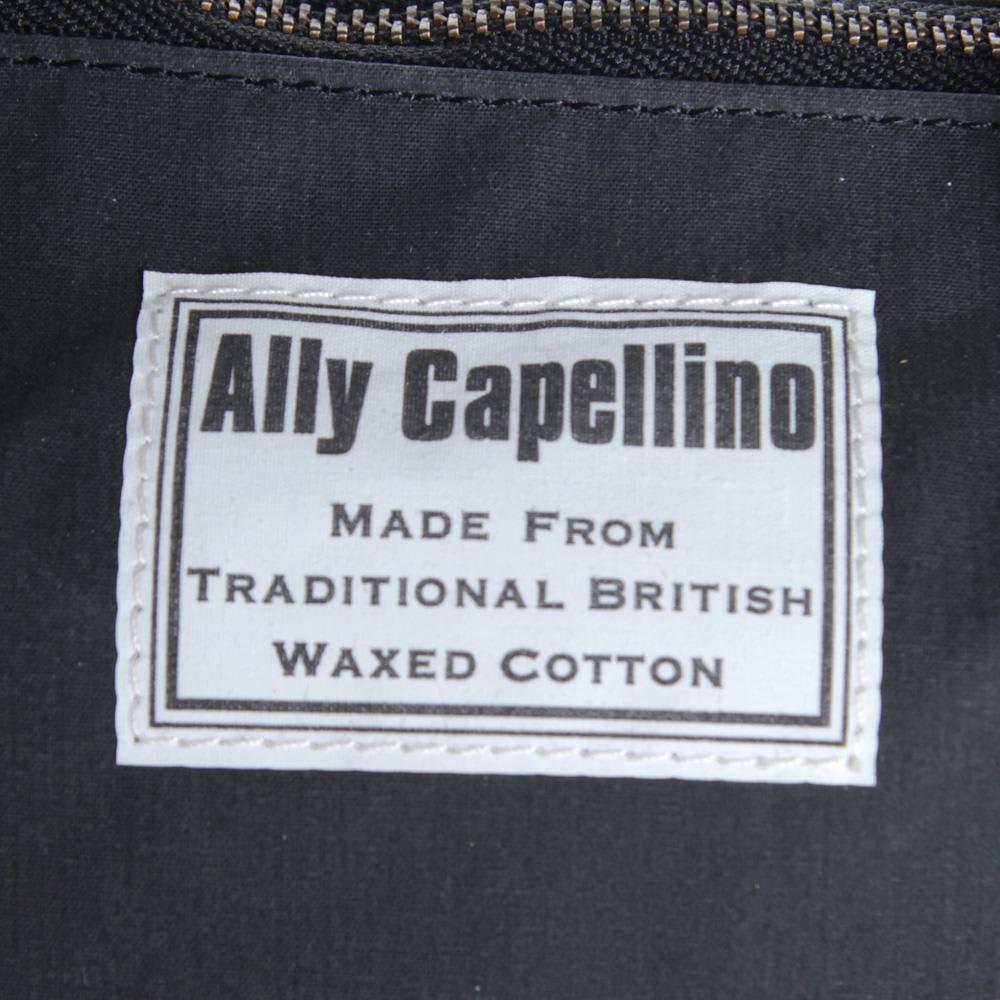 Ally Capellino
MADE FROM
TRADITIONAL BRITISH
WAXED COTTON